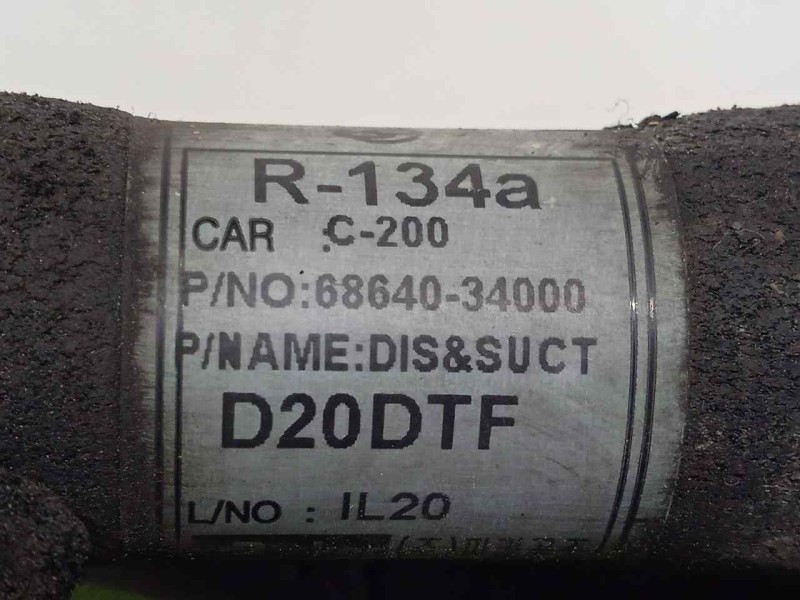 R-134a
CAR : C-200
P/NO:68640-34000
P/NAME:DIS&SUCT
D20DTF
L/NO : IL20